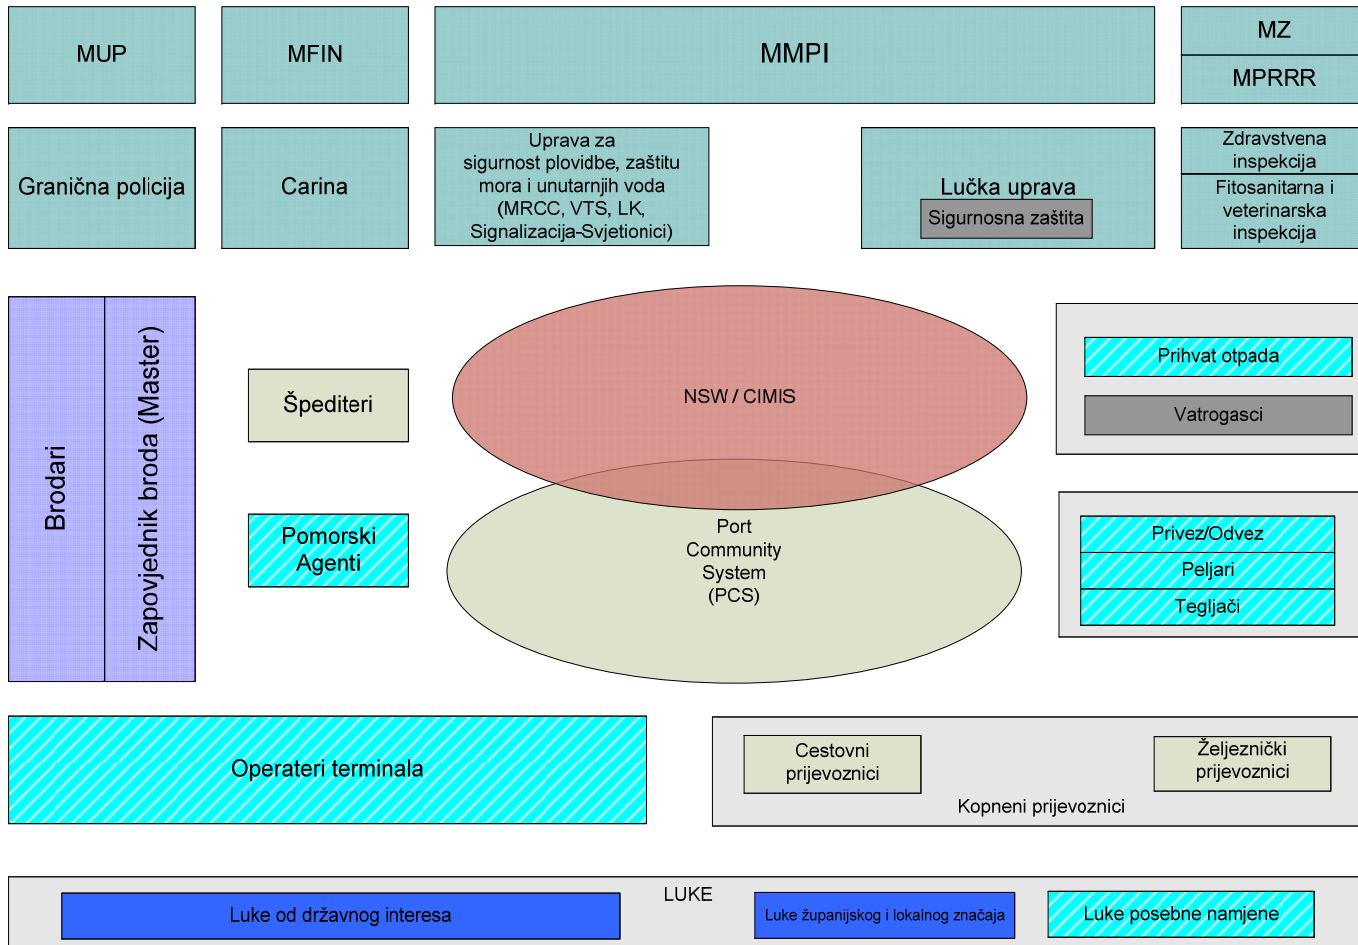 MUP
MFIN
MMPI
MZ
MPRRR
Granična policija
Carina
Uprava za
sigurnost plovidbe, zaštitu
mora i unutarnjih voda
(MRCC, VTS, LK,
Signalizacija-Svjetionici)
Lučka uprava
Sigurnosna zaštita
Zdravstvena
inspekcija
Fitosanitarna i
veterinarska
inspekcija
Brodari
Zapovjednik broda (Master)
Špediteri
Pomorski
Agenti
NSW / CIMIS
Port
Community
System
(PCS)
Prihvat otpada
Vatrogasci
Privez/Odvez
Peljari
Tegljači
Operateri terminala
Cestovni
prijevoznici
Željeznički
prijevoznici
Kopneni prijevoznici
LUKE
Luke od državnog interesa
Luke županijskog i lokalnog značaja
Luke posebne namjene